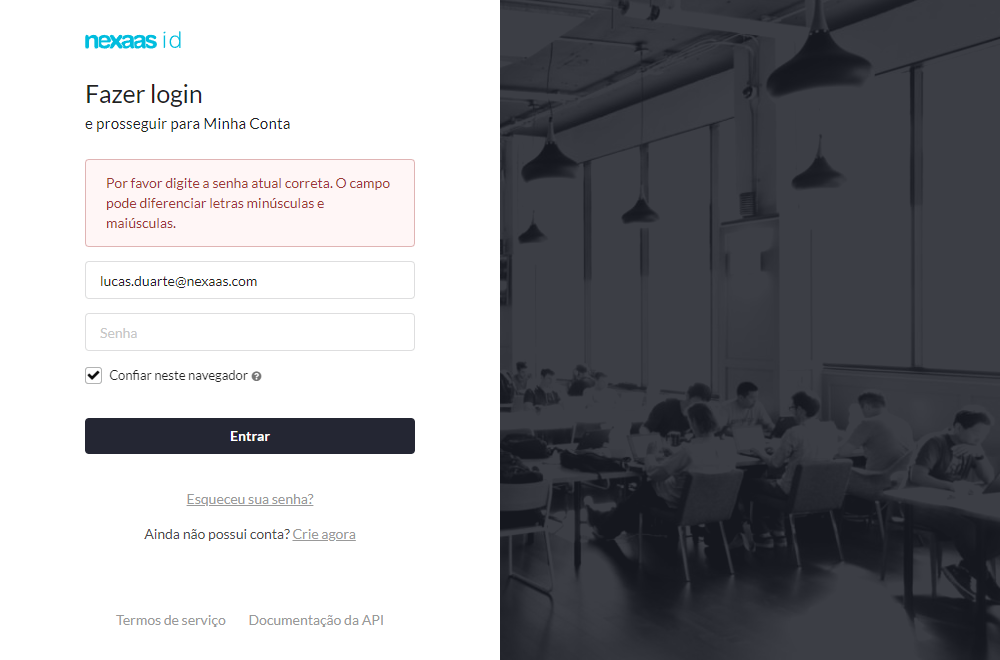 nexaas id
Fazer login
e prosseguir para Minha Conta
Por favor digite a senha atual correta. O campo
pode diferenciar letras minúsculas e
maiúsculas.
lucas.duarte@nexaas.com
Senha
Confiar neste navegador
Entrar
Esqueceu sua senha?
Ainda não possui conta? Crie agora
Termos de serviço Documentação da API